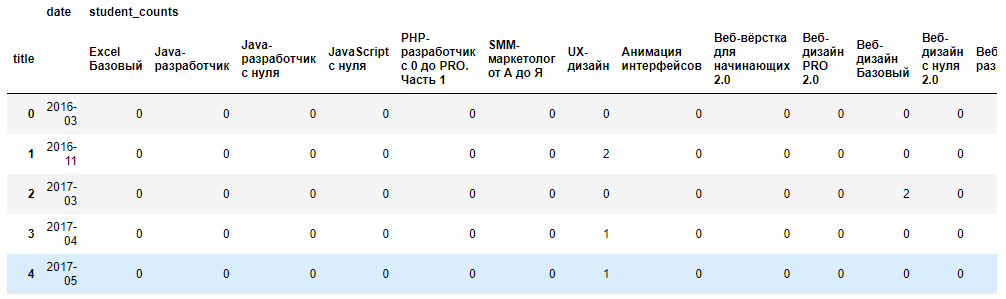 date student_counts
title
Excel
Базовый
Java-
разработчик
Java-
разработчик
с нуля
JavaScript
с нуля
PHP-
разработчик
с 0 до PRO.
Часть 1
SMM-
маркетолог
от А до Я
UX-
дизайн
Анимация
интерфейсов
Веб-вёрстка
для
начинающих
2.0
Веб-
дизайн
PRO
2.0
Веб-
дизайн
Базовый
Веб-
дизайн
с нуля
2.0
0 2016-
03 0 0 0 0 0 0 0 0 0 0 0 0
1 2016-
11 0 0 0 0 0 0 2 0 0 0 0 0
2 2017-
03 0 0 0 0 0 0 0 0 0 0 2 0
3 2017-
04 0 0 0 0 0 0 1 0 0 0 0 0
4 2017-
05 0 0 0 0 0 0 1 0 0 0 0 0